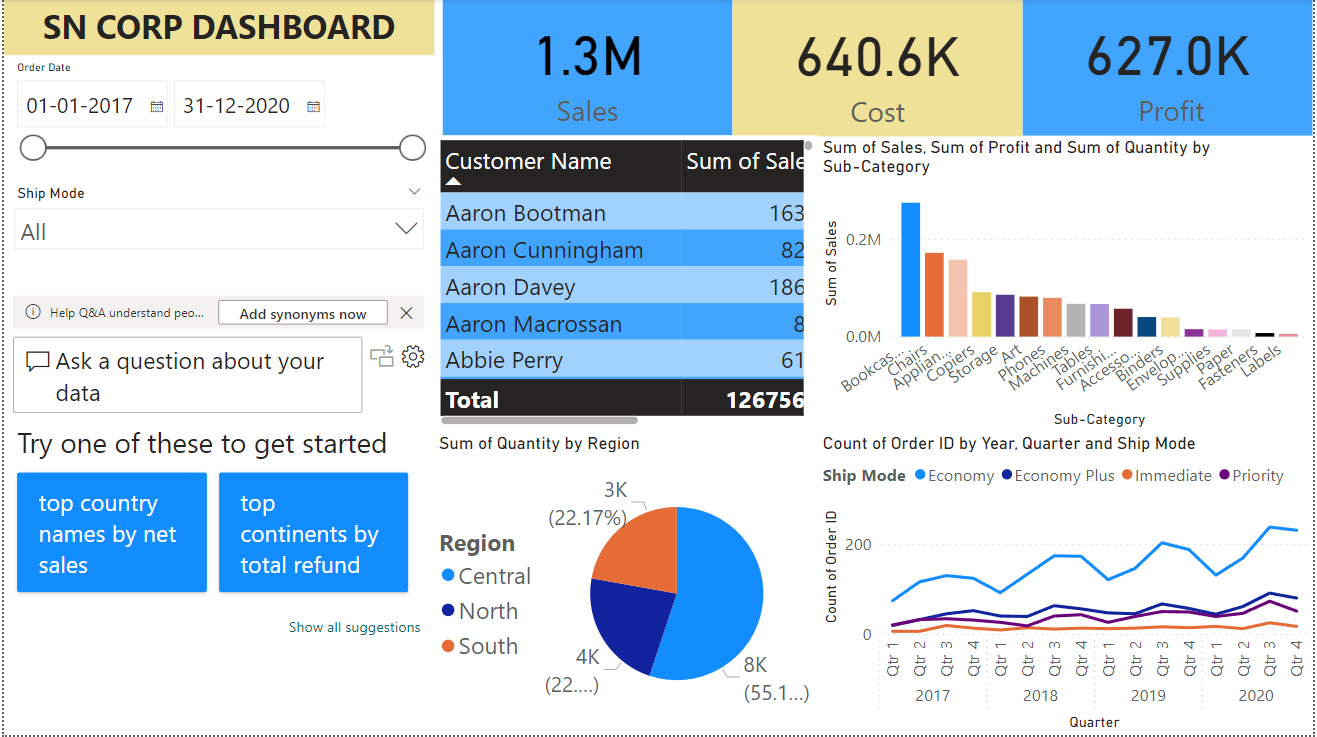 SN CORP DASHBOARD
Order Date
01-01-2017
31-12-2020
Ship Mode
All
Help Q&A understand peo...
Add synonyms now
Ask a question about your
data
Try one of these to get started
top country
names by net
sales
top
continents by
total refund
Show all suggestions
1.3M
Sales
640.6K
Cost
627.0K
Profit
Customer Name Sum of Sale
Aaron Bootman 163
Aaron Cunningham 82
Aaron Davey 186
Aaron Macrossan 8
Abbie Perry 61
Total 126756
Sum of Sales, Sum of Profit and Sum of Quantity by
Sub-Category
Sum of Sales
0.2M
0.0M
Bookcas...
Chairs
Applian...
Copiers
Storage
Art
Phones
Machines
Tables
Furnishi...
Accesso...
Binders
Envelop...
Supplies
Paper
Fasteners
Labels
Sub-Category
Sum of Quantity by Region
Region
Central
North
South
3K
(22.17%)
4K
(22....)
8K
(55.1...)
Count of Order ID by Year, Quarter and Ship Mode
Ship Mode Economy Economy Plus Immediate Priority
Count of Order ID
200
0
Qtr 1
Qtr 2
Qtr 3
Qtr 4
Qtr 1
Qtr 2
Qtr 3
Qtr 4
Qtr 1
Qtr 2
Qtr 3
Qtr 4
Qtr 1
Qtr 2
Qtr 3
Qtr 4
2017 2018 2019 2020
Quarter